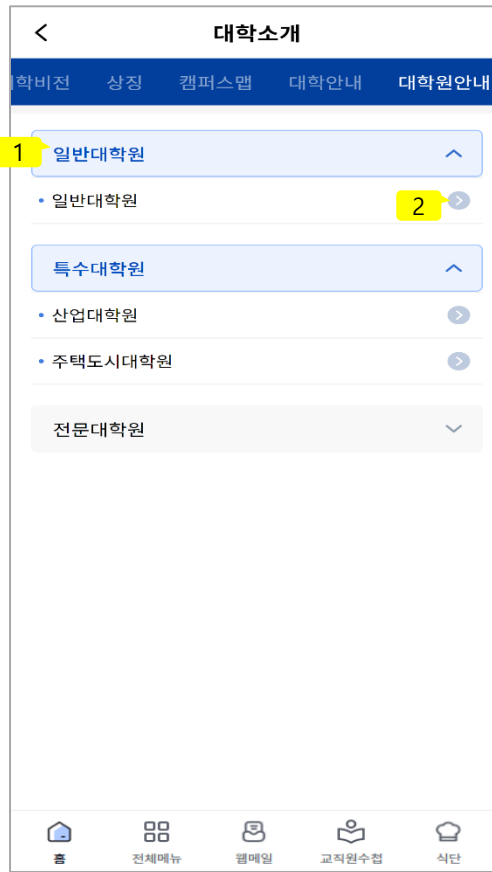 대학소개
학비전 상징 캠퍼스맵 대학안내 대학원안내
1 일반대학원
일반대학원 2
특수대학원
산업대학원
주택도시대학원
전문대학원
홈 전체메뉴 웹메일 교직원수첩 식단